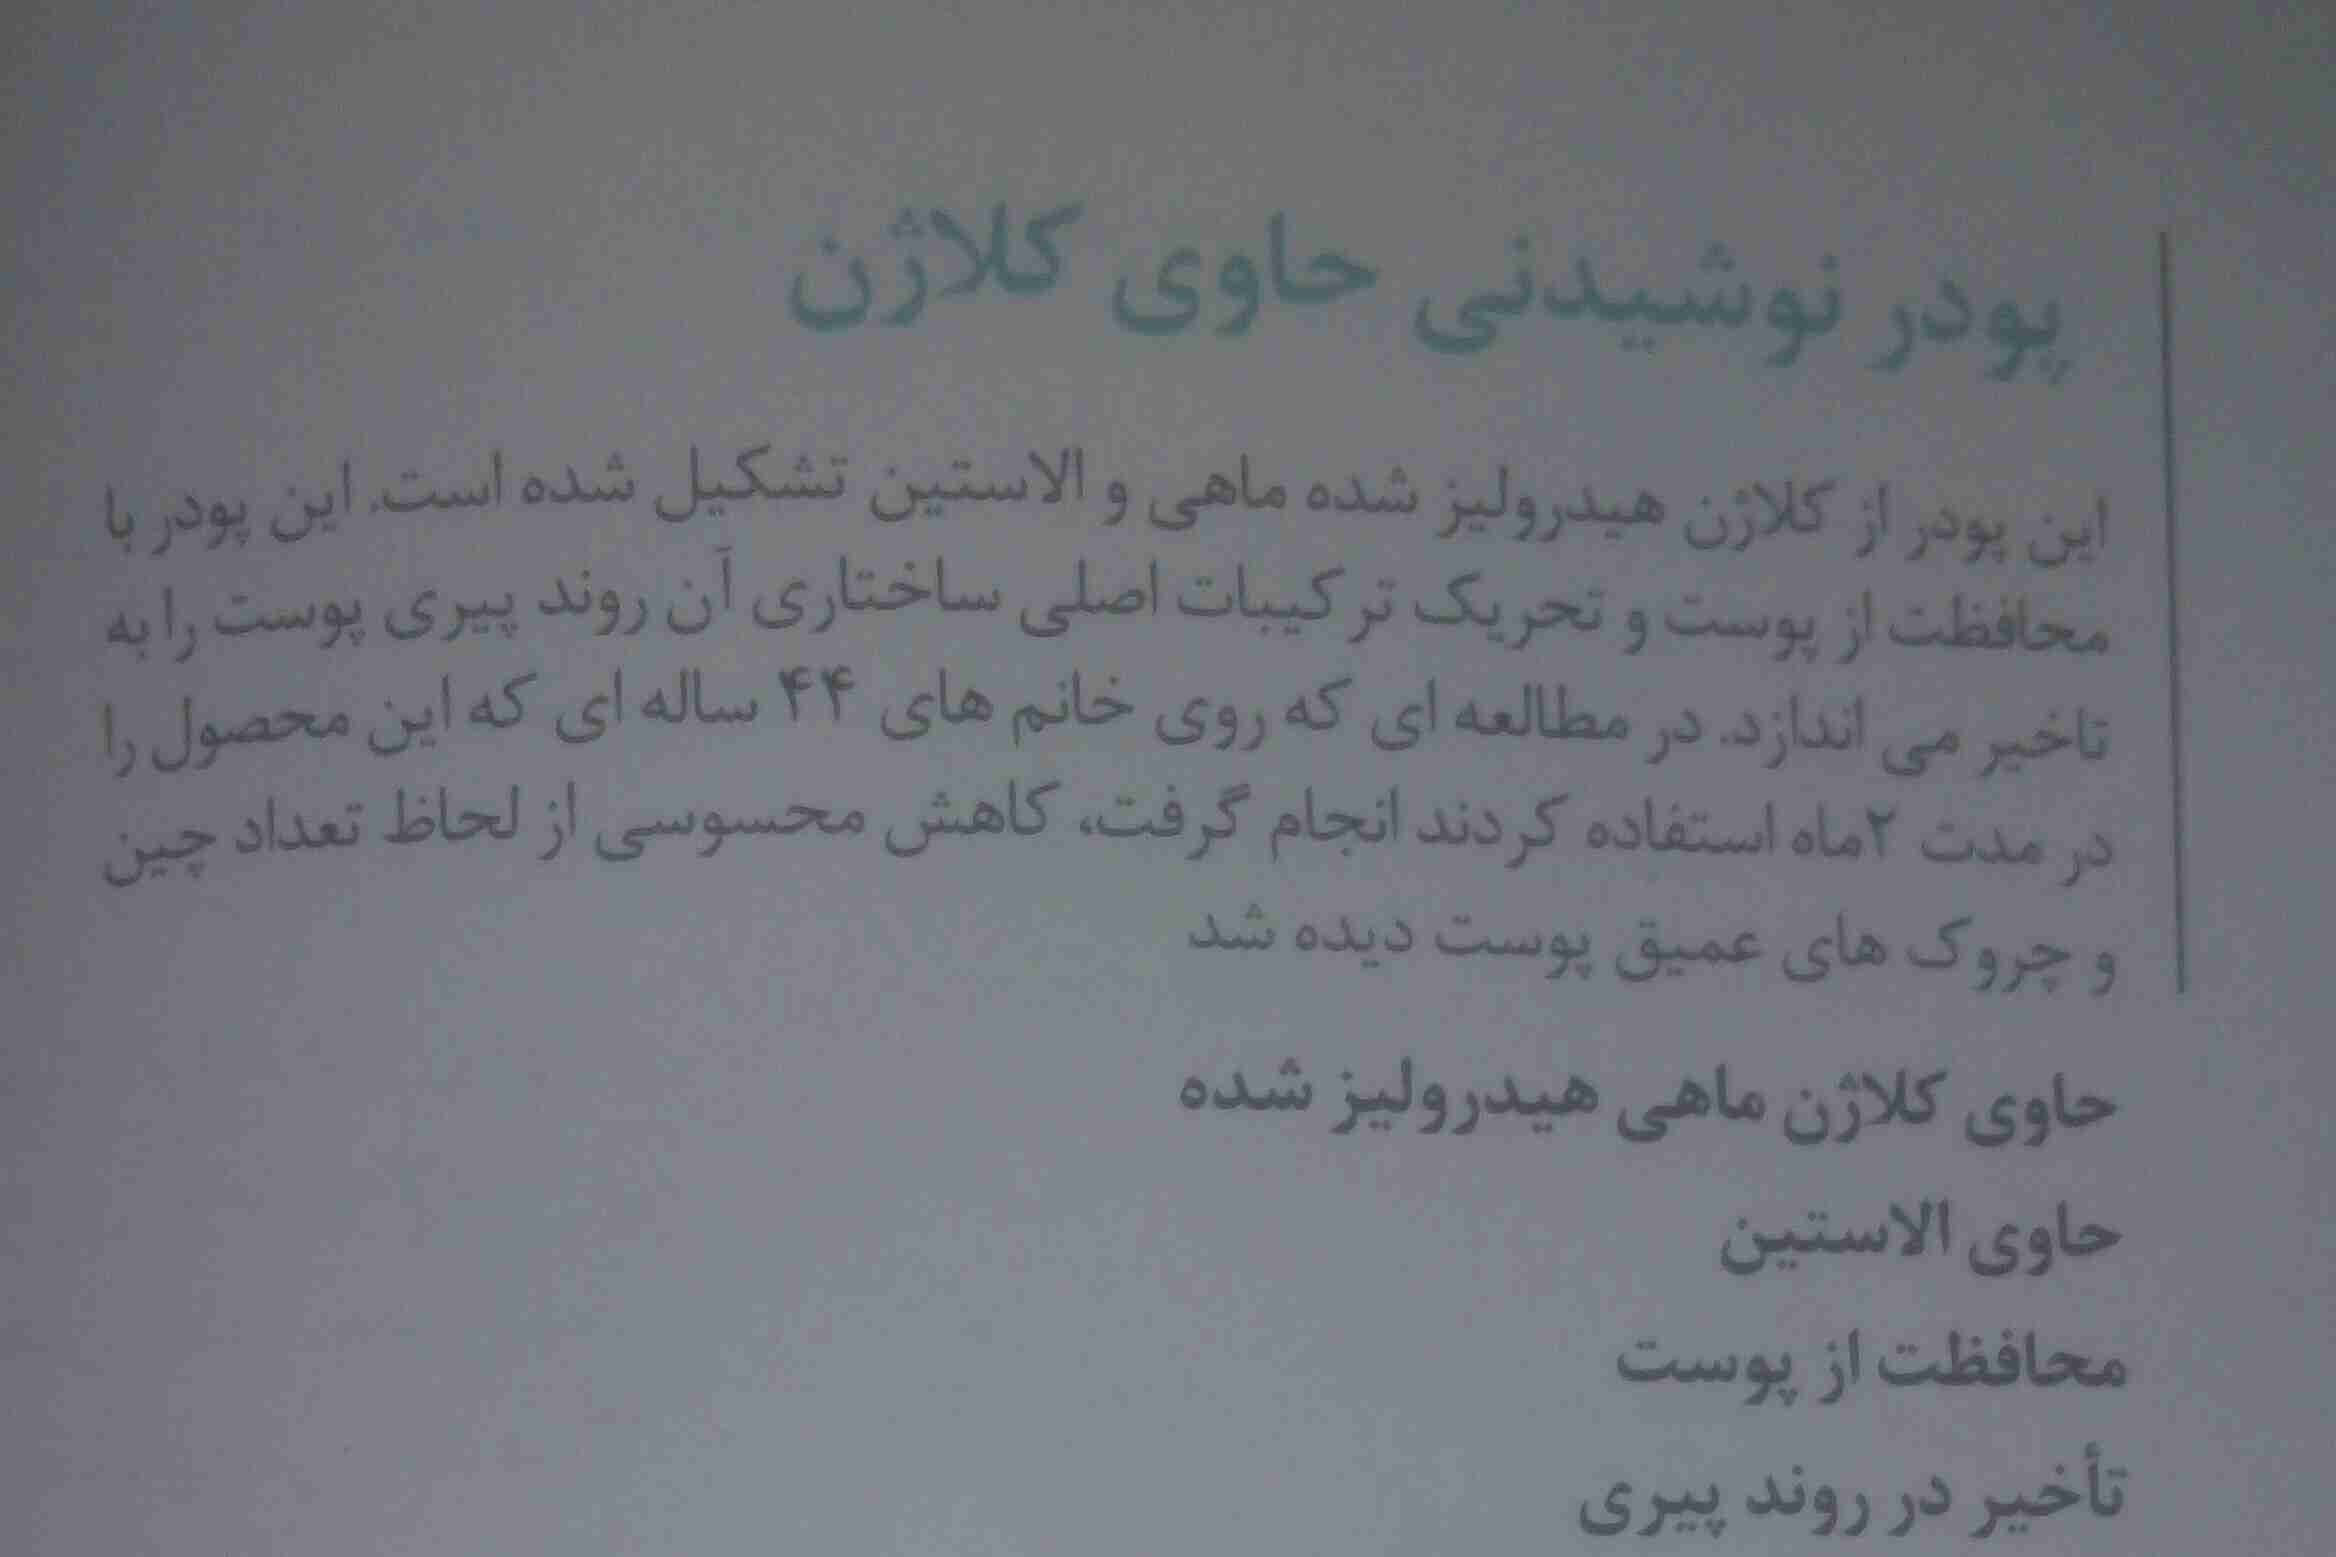 پودر نوشیدنی حاوی کلاژن
این پودر از کلاژن هیدرولیز شده ماهی و الاستین تشکیل شده است. این پودر با
محافظت از پوست و تحریک ترکیبات اصلی ساختاری آن روند پیری پوست را به
تاخیر می اندازد. در مطالعه ای که روی خانم های ۴۴ ساله ای که این محصول را
در مدت ۲ماه استفاده کردند انجام گرفت، کاهش محسوسی از لحاظ تعداد چین
و چروک های عمیق پوست دیده شد
حاوی کلاژن ماهی هیدرولیز شده
حاوی الاستین
محافظت از پوست
تأخیر در روند پیری